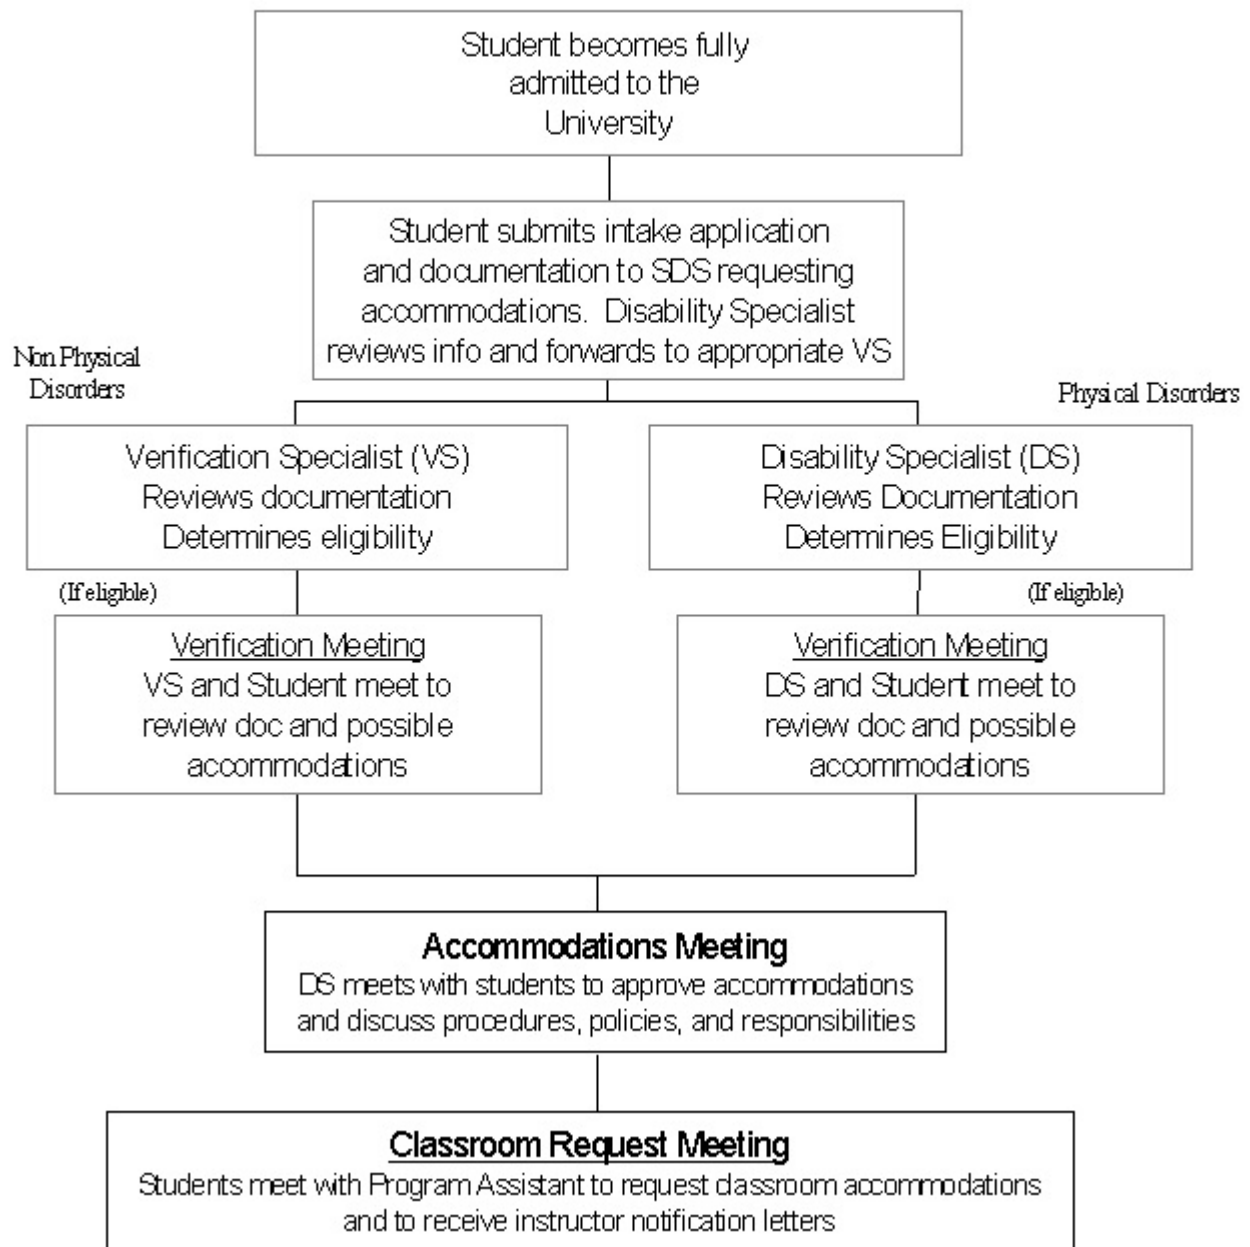 Student becomes fully
admitted to the
University
Student submits intake application
and documentation to SDS requesting
accommodations. Disability Specialist
reviews info and forwards to appropriate VS
Non Physical
Disorders
Physical Disorders
Verification Specialist (VS)
Reviews documentation
Determines eligibility
Disability Specialist (DS)
Reviews Documentation
Determines Eligibility
(If eligible)
(If eligible)
Verification Meeting
VS and Student meet to
review doc and possible
accommodations
Verification Meeting
DS and Student meet to
review doc and possible
accommodations
Accommodations Meeting
DS meets with students to approve accommodations
and discuss procedures, policies, and responsibilities
Classroom Request Meeting
Students meet with Program Assistant to request classroom accommodations
and to receive instructor notification letters